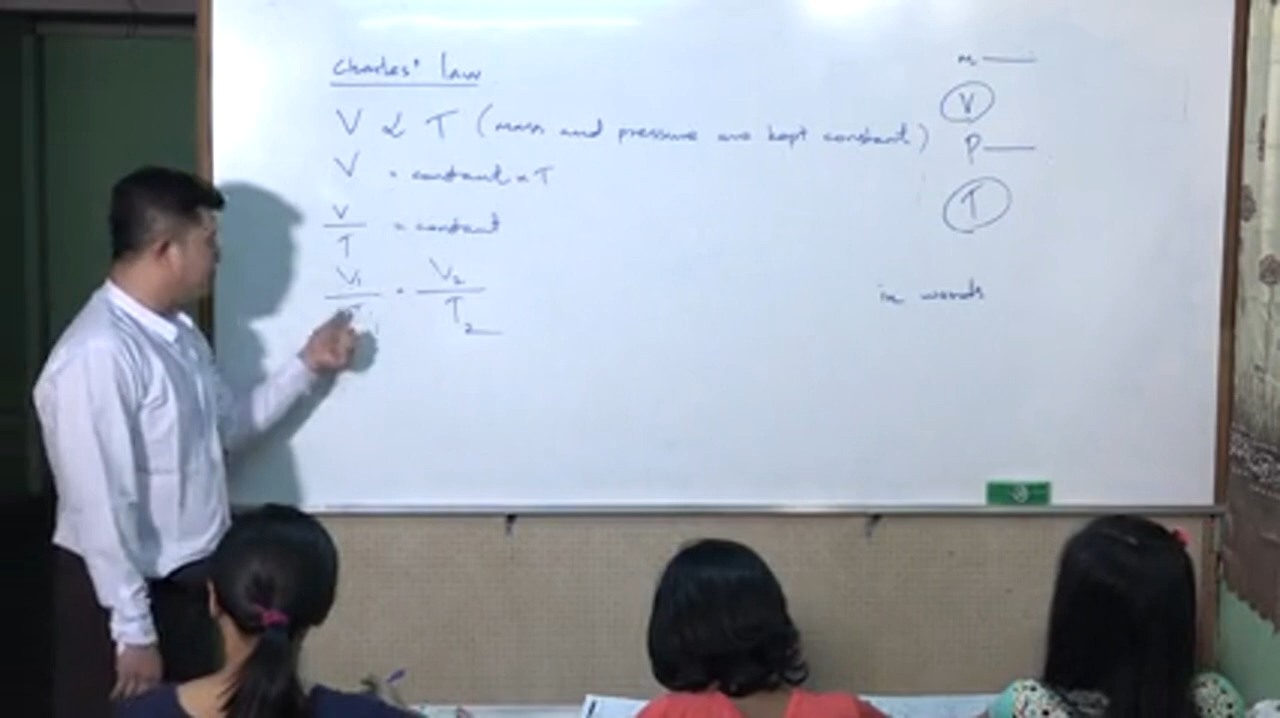 Charles' law
V ∝ T (mass and pressure are kept constant)
V = constant × T
V/T = constant
V₁/T₁ = V₂/T₂
m
V
P
T
in words